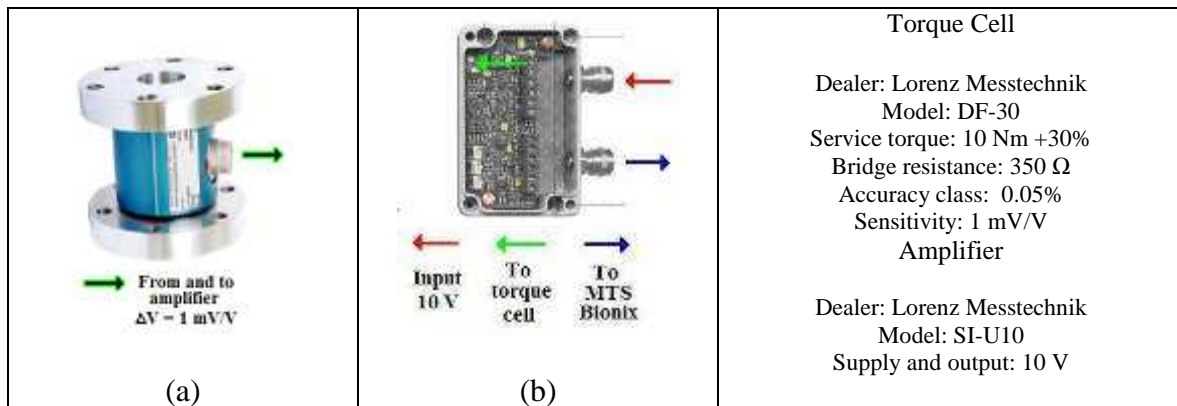 From and to
amplifier
ΔV = 1 mV/V
(a)
Input
10 V
To
torque
cell
To
MTS
Bionix
(b)
Torque Cell
Dealer: Lorenz Messtechnik
Model: DF-30
Service torque: 10 Nm +30%
Bridge resistance: 350 Ω
Accuracy class: 0.05%
Sensitivity: 1 mV/V
Amplifier
Dealer: Lorenz Messtechnik
Model: SI-U10
Supply and output: 10 V